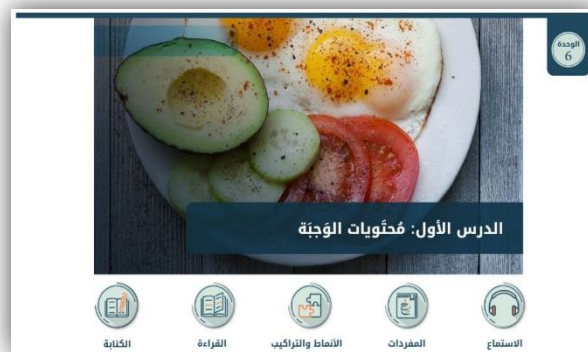 الوحدة
6
الدرس الأول: مُحتَويات الوَجبَة
الاستماع
المفردات
الأنماط والتراكيب
القراءة
الكتابة